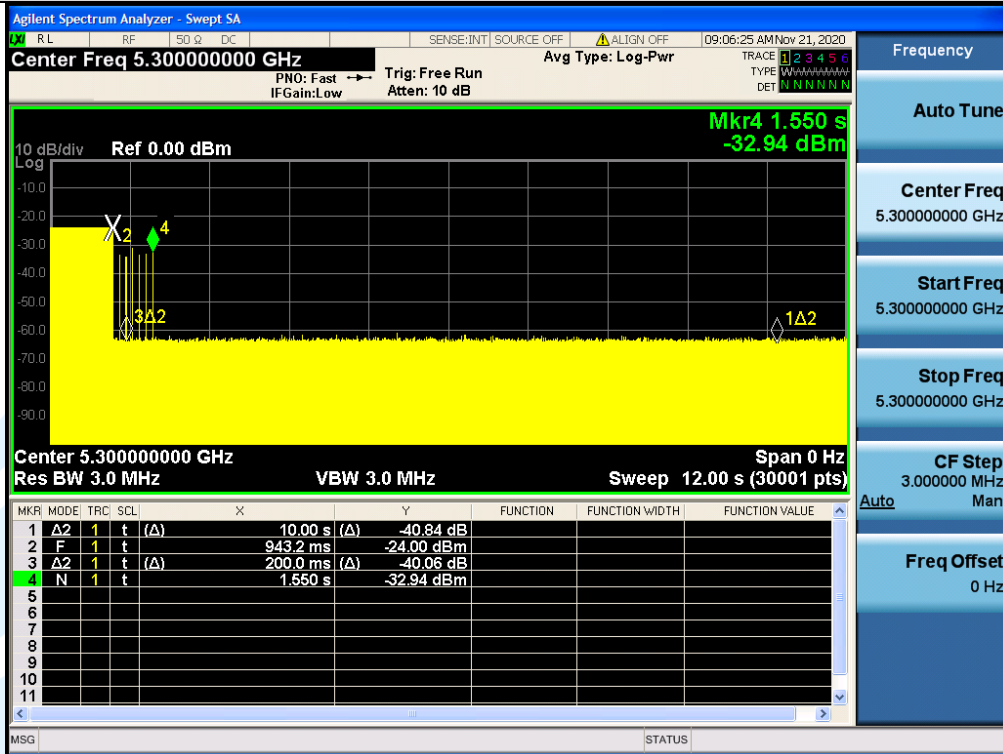 Agilent Spectrum Analyzer - Swept SA
LXI RL RF 50 Ω DC SENSE:INT SOURCE OFF ALIGN OFF 09:06:25 AM Nov 21, 2020
Center Freq 5.300000000 GHz
PNO: Fast
IFGain:Low
Trig: Free Run
Atten: 10 dB
Avg Type: Log-Pwr
TRACE 1 2 3 4 5 6
TYPE WWWWWW
DET N N N N N N
Mkr4 1.550 s
-32.94 dBm
10 dB/div Ref 0.00 dBm
Log
-10.0
-20.0
-30.0
-40.0
-50.0
-60.0
-70.0
-80.0
-90.0
X2
4
3Δ2
1Δ2
Center 5.300000000 GHz Span 0 Hz
Res BW 3.0 MHz VBW 3.0 MHz Sweep 12.00 s (30001 pts)
MKR MODE TRC SCL X Y FUNCTION FUNCTION WIDTH FUNCTION VALUE
1 Δ2 1 t (Δ) 10.00 s (Δ) -40.84 dB
2 F 1 t 943.2 ms -24.00 dBm
3 Δ2 1 t (Δ) 200.0 ms (Δ) -40.06 dB
4 N 1 t 1.550 s -32.94 dBm
5
6
7
8
9
10
11
MSG STATUS
Frequency
Auto Tune
Center Freq
5.300000000 GHz
Start Freq
5.300000000 GHz
Stop Freq
5.300000000 GHz
CF Step
3.000000 MHz
Auto Man
Freq Offset
0 Hz